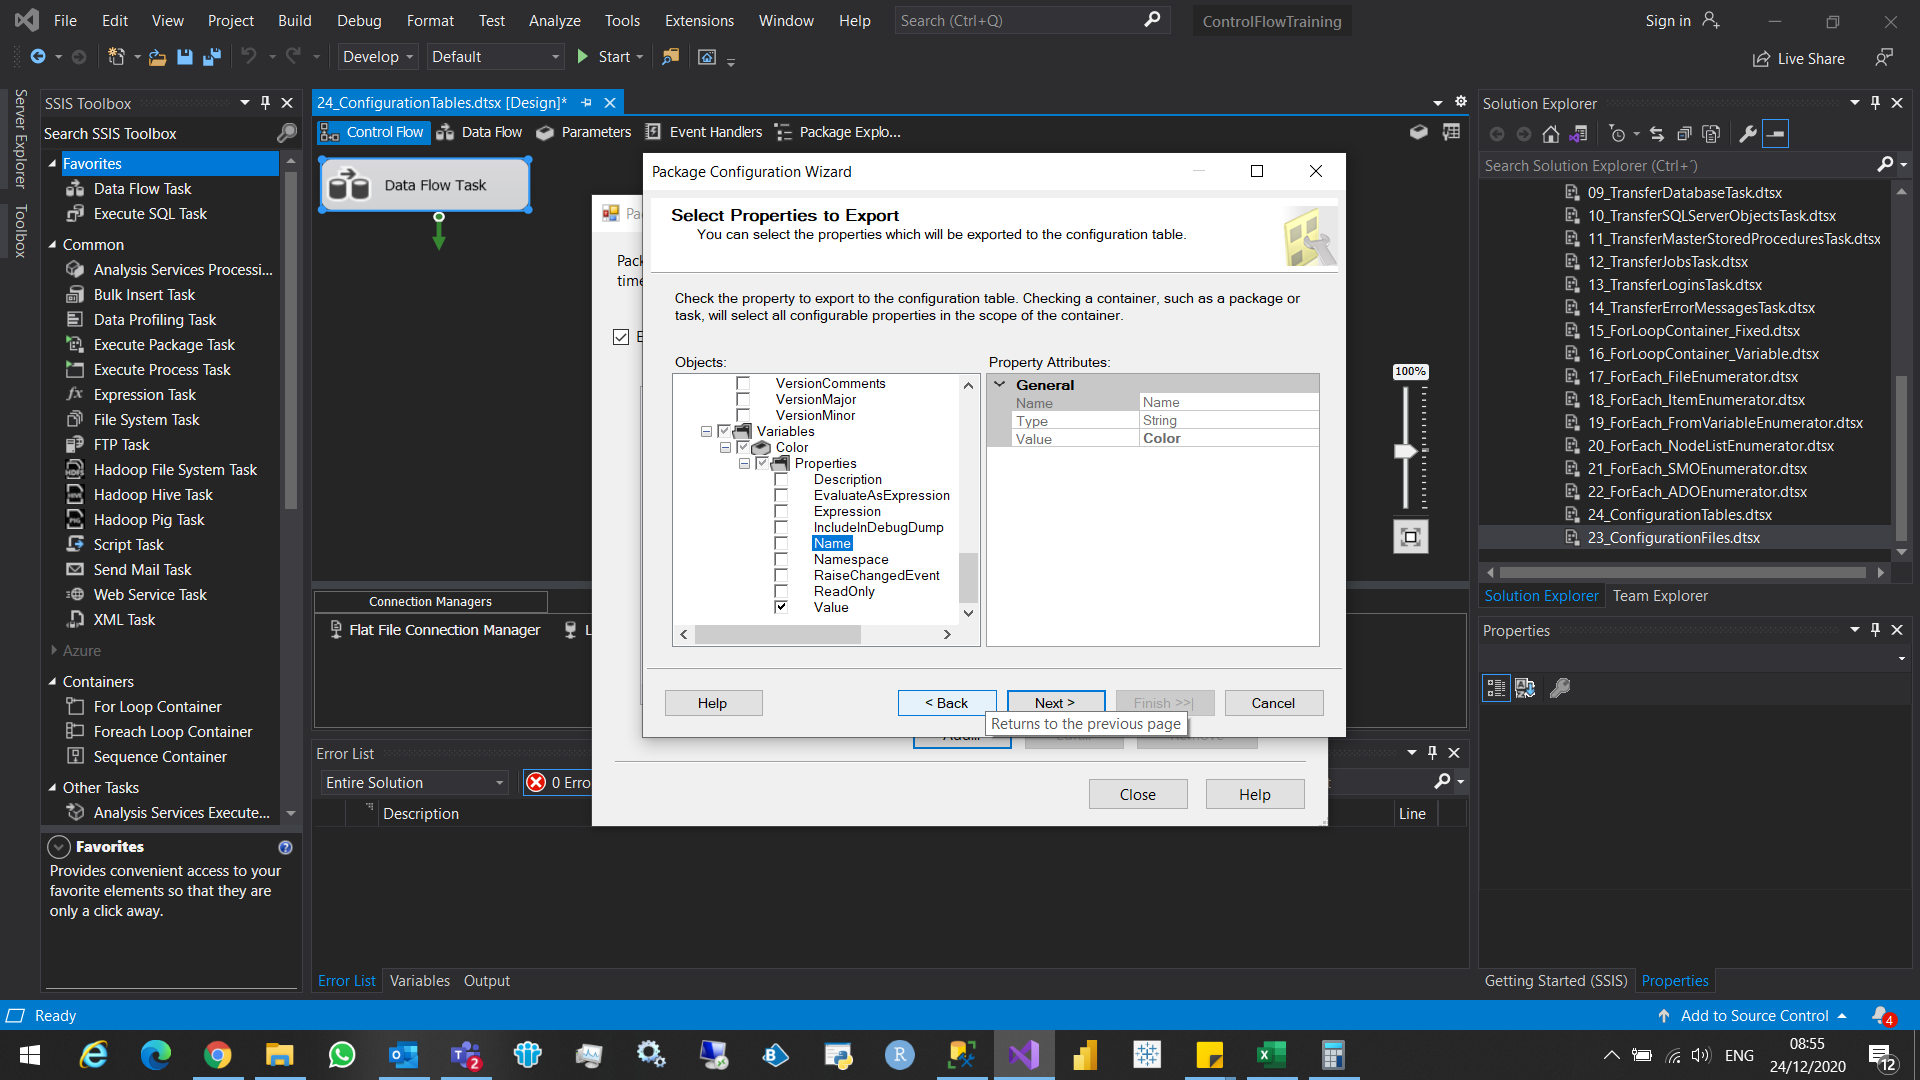 File Edit View Project Build Debug Format Test Analyze Tools Extensions Window Help Search (Ctrl+Q) ControlFlowTraining Sign in
Develop Default Start Live Share
Server Explorer
Toolbox
SSIS Toolbox
Search SSIS Toolbox
Favorites
Data Flow Task
Execute SQL Task
Common
Analysis Services Processi...
Bulk Insert Task
Data Profiling Task
Execute Package Task
Execute Process Task
Expression Task
File System Task
FTP Task
Hadoop File System Task
Hadoop Hive Task
Hadoop Pig Task
Script Task
Send Mail Task
Web Service Task
XML Task
Azure
Containers
For Loop Container
Foreach Loop Container
Sequence Container
Other Tasks
Analysis Services Execute...
Favorites
Provides convenient access to your
favorite elements so that they are
only a click away.
24_ConfigurationTables.dtsx [Design]*
Control Flow Data Flow Parameters Event Handlers Package Explo...
Data Flow Task
100%
Connection Managers
Flat File Connection Manager
Package Configuration Wizard
Select Properties to Export
You can select the properties which will be exported to the configuration table.
Check the property to export to the configuration table. Checking a container, such as a package or
task, will select all configurable properties in the scope of the container.
Objects:
VersionComments
VersionMajor
VersionMinor
Variables
Color
Properties
Description
EvaluateAsExpression
Expression
IncludeInDebugDump
Name
Namespace
RaiseChangedEvent
ReadOnly
Value
Property Attributes:
General
Name Name
Type String
Value Color
Help < Back Next > Finish >>| Cancel
Returns to the previous page
Close Help
Error List
Entire Solution 0 Erro
Description Line
Error List Variables Output
Solution Explorer
Search Solution Explorer (Ctrl+¨)
09_TransferDatabaseTask.dtsx
10_TransferSQLServerObjectsTask.dtsx
11_TransferMasterStoredProceduresTask.dtsx
12_TransferJobsTask.dtsx
13_TransferLoginsTask.dtsx
14_TransferErrorMessagesTask.dtsx
15_ForLoopContainer_Fixed.dtsx
16_ForLoopContainer_Variable.dtsx
17_ForEach_FileEnumerator.dtsx
18_ForEach_ItemEnumerator.dtsx
19_ForEach_FromVariableEnumerator.dtsx
20_ForEach_NodeListEnumerator.dtsx
21_ForEach_SMOEnumerator.dtsx
22_ForEach_ADOEnumerator.dtsx
24_ConfigurationTables.dtsx
23_ConfigurationFiles.dtsx
Solution Explorer Team Explorer
Properties
Getting Started (SSIS) Properties
Ready Add to Source Control 4
2 ENG 08:55
24/12/2020 12